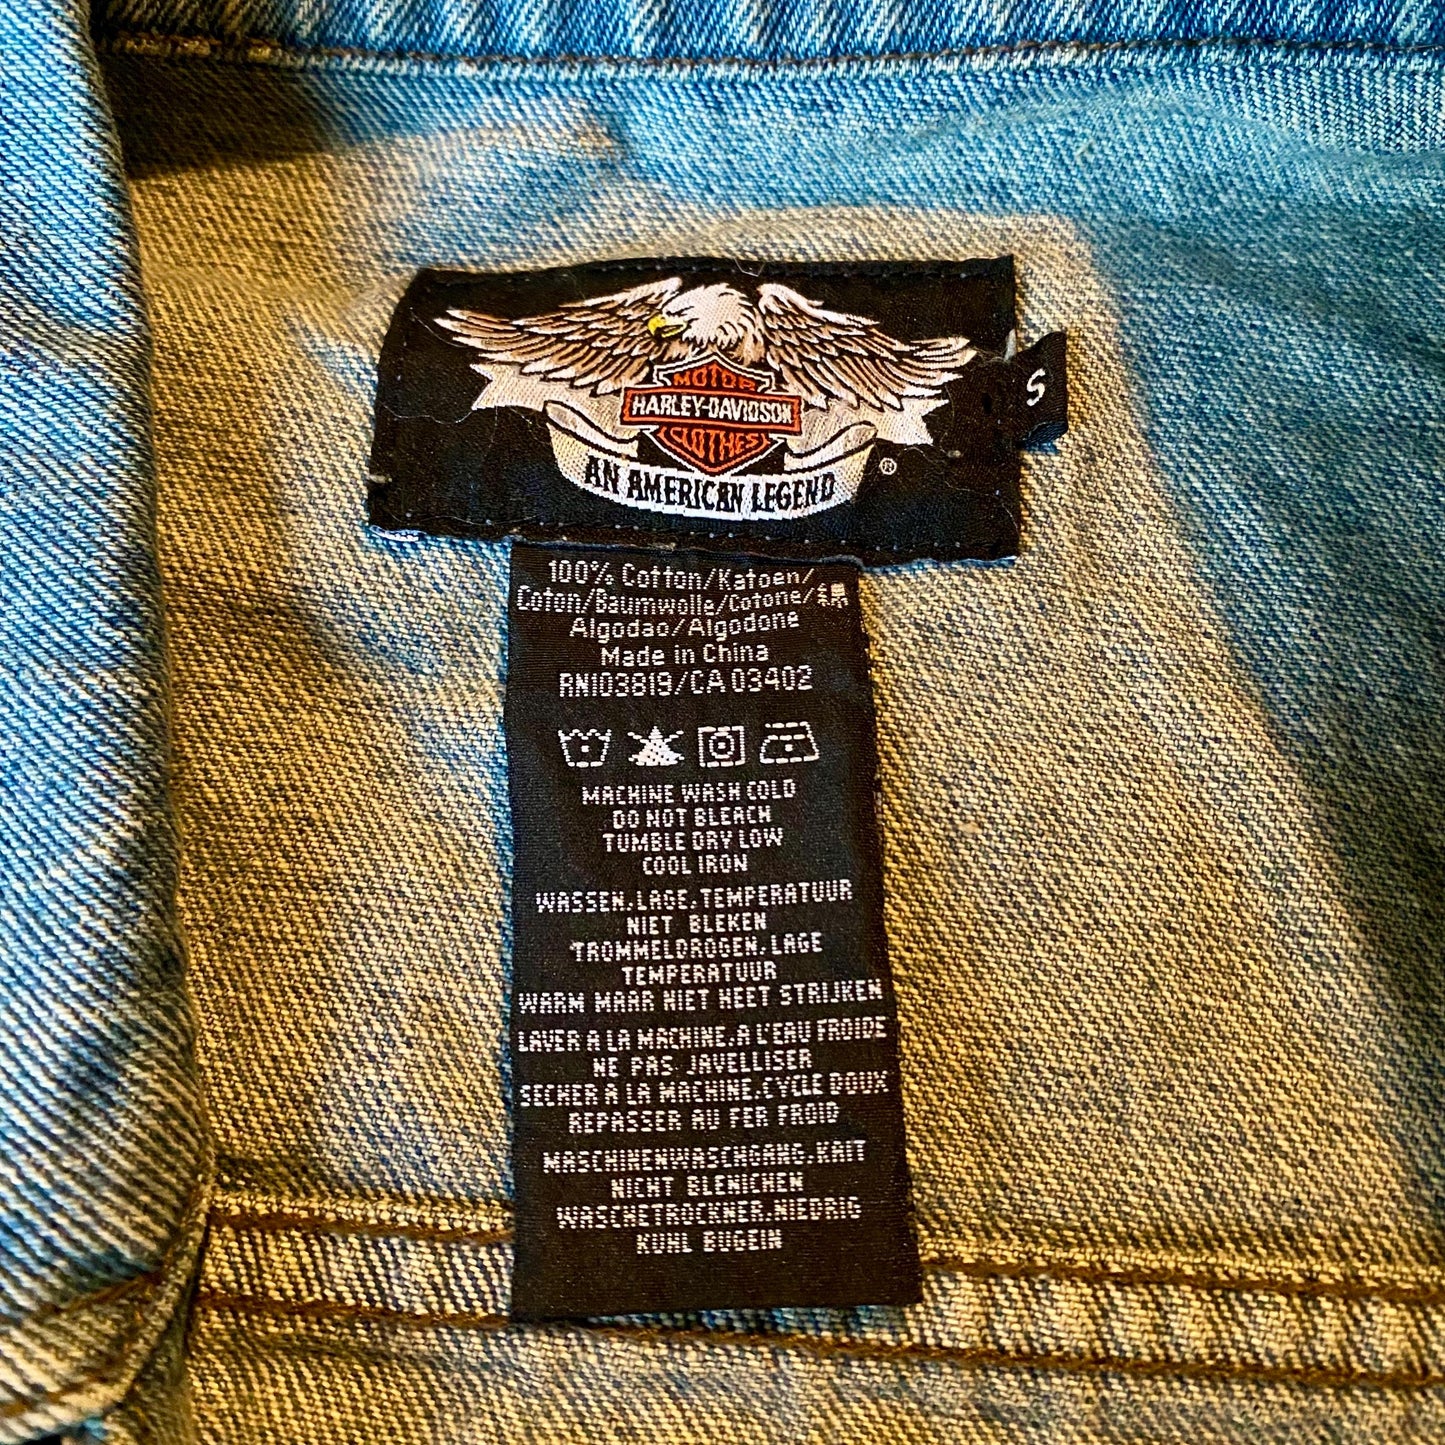 MOTOR
HARLEY-DAVIDSON
CLOTHES
AN AMERICAN LEGEND
®
S
100% Cotton/Katoen/
Coton/Baumwolle/Cotone/綿
Algodao/Algodone
Made in China
RN103819/CA 03402
MACHINE WASH COLD
DO NOT BLEACH
TUMBLE DRY LOW
COOL IRON
WASSEN, LAGE, TEMPERATUUR
NIET BLEKEN
TROMMELDROGEN, LAGE
TEMPERATUUR
WARM MAAR NIET HEET STRIJKEN
LAVER A LA MACHINE, A L'EAU FROIDE
NE PAS JAVELLISER
SECHER A LA MACHINE, CYCLE DOUX
REPASSER AU FER FROID
MASCHINENWASCHGANG, KAIT
NICHT BLENICHEN
WASCHETROCKNER, NIEDRIG
KUHL BUGEIN